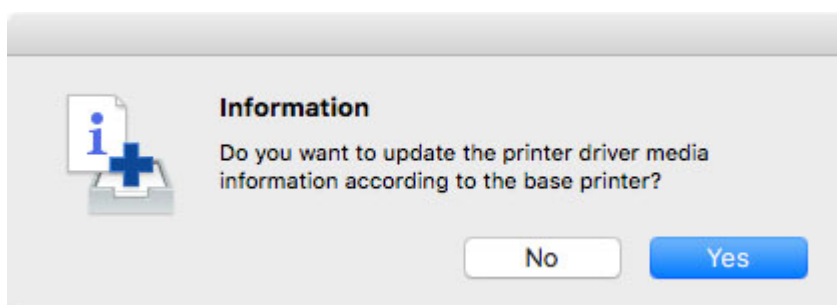 Information
Do you want to update the printer driver media
information according to the base printer?
No
Yes